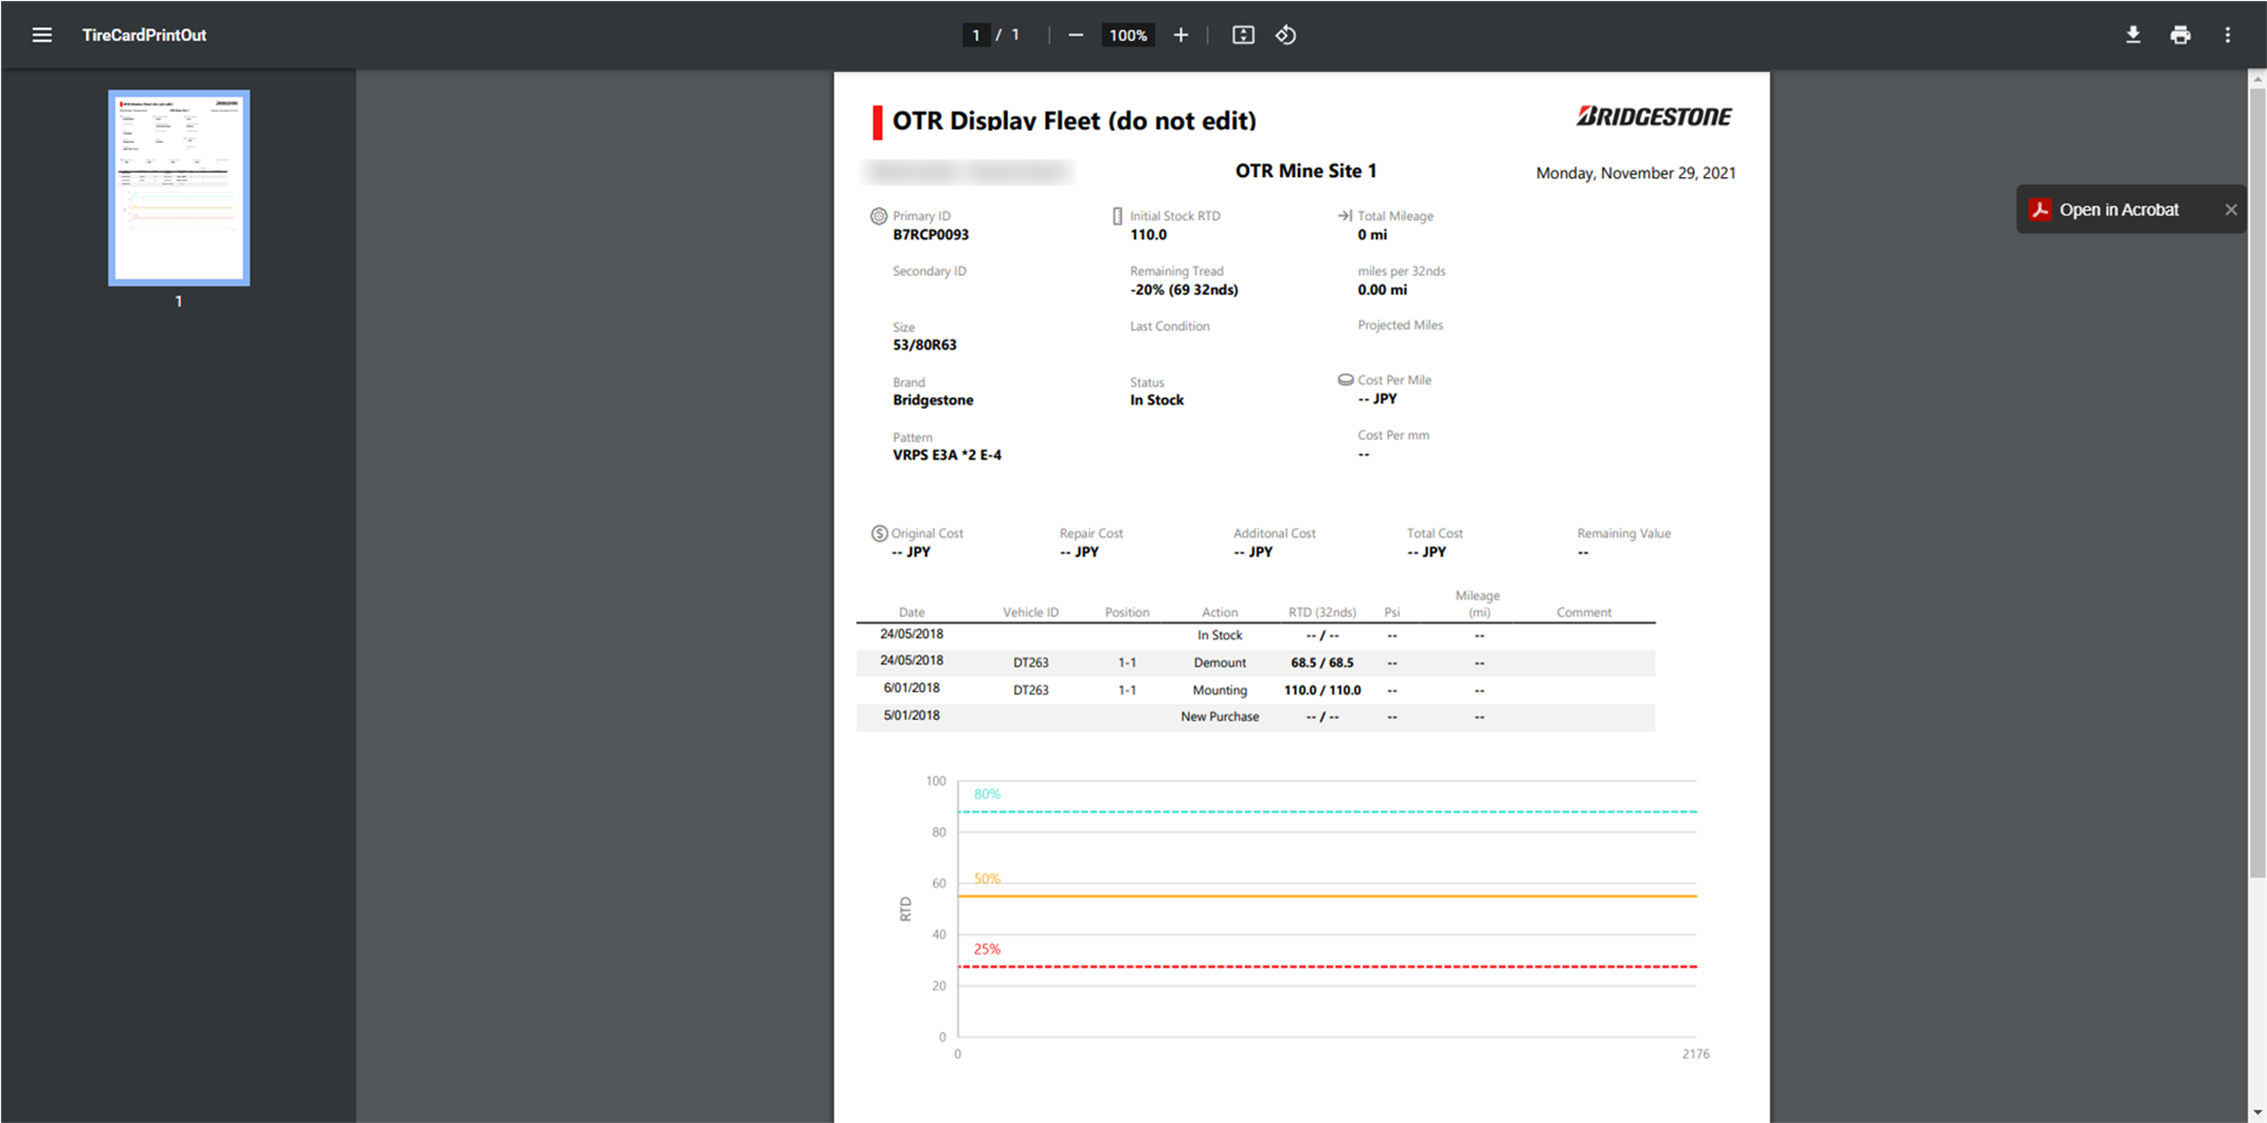 TireCardPrintOut
1 / 1
100%
OTR Display Fleet (do not edit)
BRIDGESTONE
OTR Mine Site 1
Monday, November 29, 2021
Open in Acrobat
1
Primary ID
B7RCP0093
Initial Stock RTD
110.0
Total Mileage
0 mi
Secondary ID
Remaining Tread
-20% (69 32nds)
miles per 32nds
0.00 mi
Size
53/80R63
Last Condition
Projected Miles
Brand
Bridgestone
Status
In Stock
Cost Per Mile
-- JPY
Pattern
VRPS E3A *2 E-4
Cost Per mm
--
Original Cost
-- JPY
Repair Cost
-- JPY
Additonal Cost
-- JPY
Total Cost
-- JPY
Remaining Value
--
Date Vehicle ID Position Action RTD (32nds) Psi Mileage (mi) Comment
24/05/2018 In Stock -- / -- -- --
24/05/2018 DT263 1-1 Demount 68.5 / 68.5 -- --
6/01/2018 DT263 1-1 Mounting 110.0 / 110.0 -- --
5/01/2018 New Purchase -- / -- -- --
100
80%
80
60
50%
RTD
40
25%
20
0
0
2176